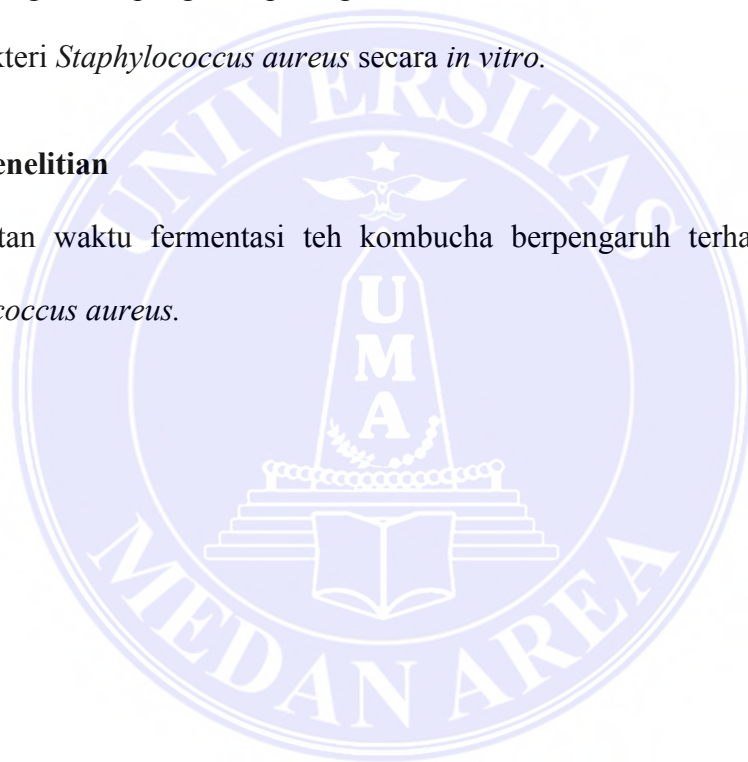 kteri Staphylococcus aureus secara in vitro.
enelitian
tan waktu fermentasi teh kombucha berpengaruh terha
coccus aureus.
UNIVERSITAS
UMA
MEDAN AREA